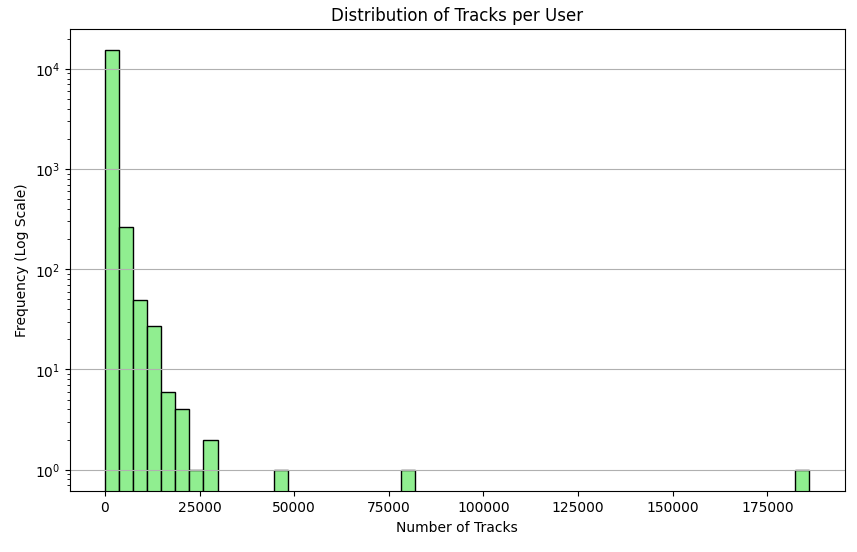 Distribution of Tracks per User
Frequency (Log Scale)
10⁴
10³
10²
10¹
10⁰
0 25000 50000 75000 100000 125000 150000 175000
Number of Tracks